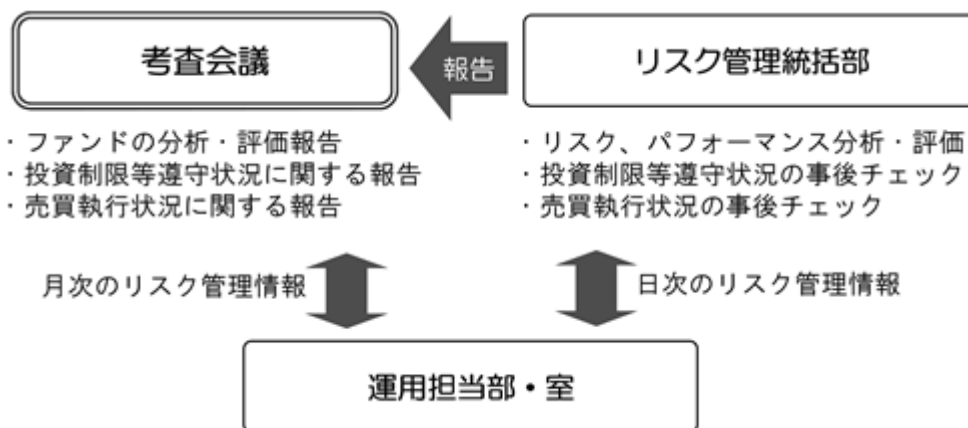 考査会議
報告
リスク管理統括部
・ファンドの分析・評価報告
・投資制限等遵守状況に関する報告
・売買執行状況に関する報告
・リスク、パフォーマンス分析・評価
・投資制限等遵守状況の事後チェック
・売買執行状況の事後チェック
月次のリスク管理情報
日次のリスク管理情報
運用担当部・室